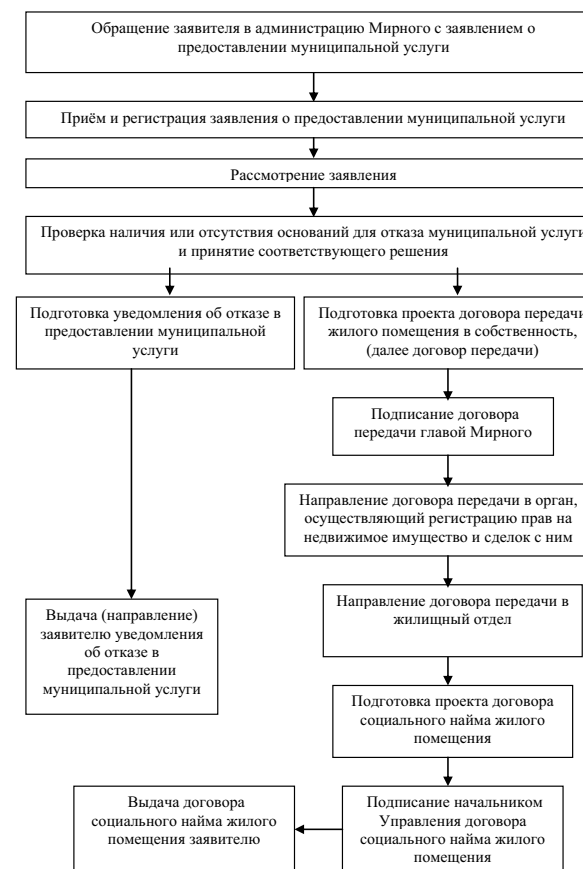 Обращение заявителя в администрацию Мирного с заявлением о
предоставлении муниципальной услуги
Приём и регистрация заявления о предоставлении муниципальной услуги
Рассмотрение заявления
Проверка наличия или отсутствия оснований для отказа муниципальной услуги
и принятие соответствующего решения
Подготовка уведомления об отказе в
предоставлении муниципальной
услуги
Подготовка проекта договора передачи
жилого помещения в собственность,
(далее договор передачи)
Подписание договора
передачи главой Мирного
Направление договора передачи в орган,
осуществляющий регистрацию прав на
недвижимое имущество и сделок с ним
Выдача (направление)
заявителю уведомления
об отказе в
предоставлении
муниципальной услуги
Направление договора передачи в
жилищный отдел
Подготовка проекта договора
социального найма жилого
помещения
Выдача договора
социального найма жилого
помещения заявителю
Подписание начальником
Управления договора
социального найма жилого
помещения